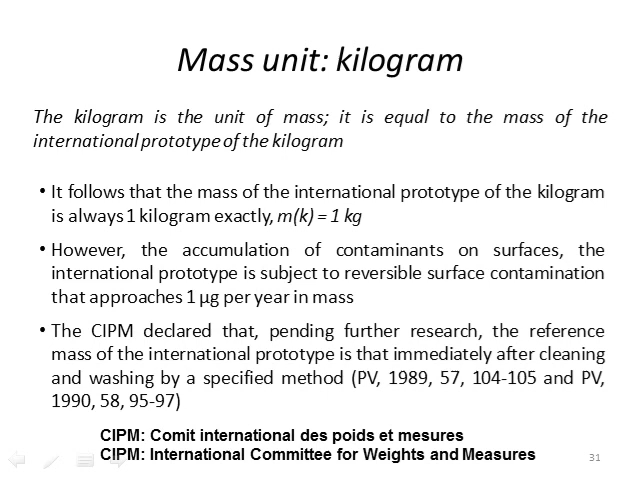 Mass unit: kilogram
The kilogram is the unit of mass; it is equal to the mass of the
international prototype of the kilogram
• It follows that the mass of the international prototype of the kilogram
is always 1 kilogram exactly, m(k) = 1 kg
• However, the accumulation of contaminants on surfaces, the
international prototype is subject to reversible surface contamination
that approaches 1 μg per year in mass
• The CIPM declared that, pending further research, the reference
mass of the international prototype is that immediately after cleaning
and washing by a specified method (PV, 1989, 57, 104-105 and PV,
1990, 58, 95-97)
CIPM: Comit international des poids et mesures
CIPM: International Committee for Weights and Measures
31